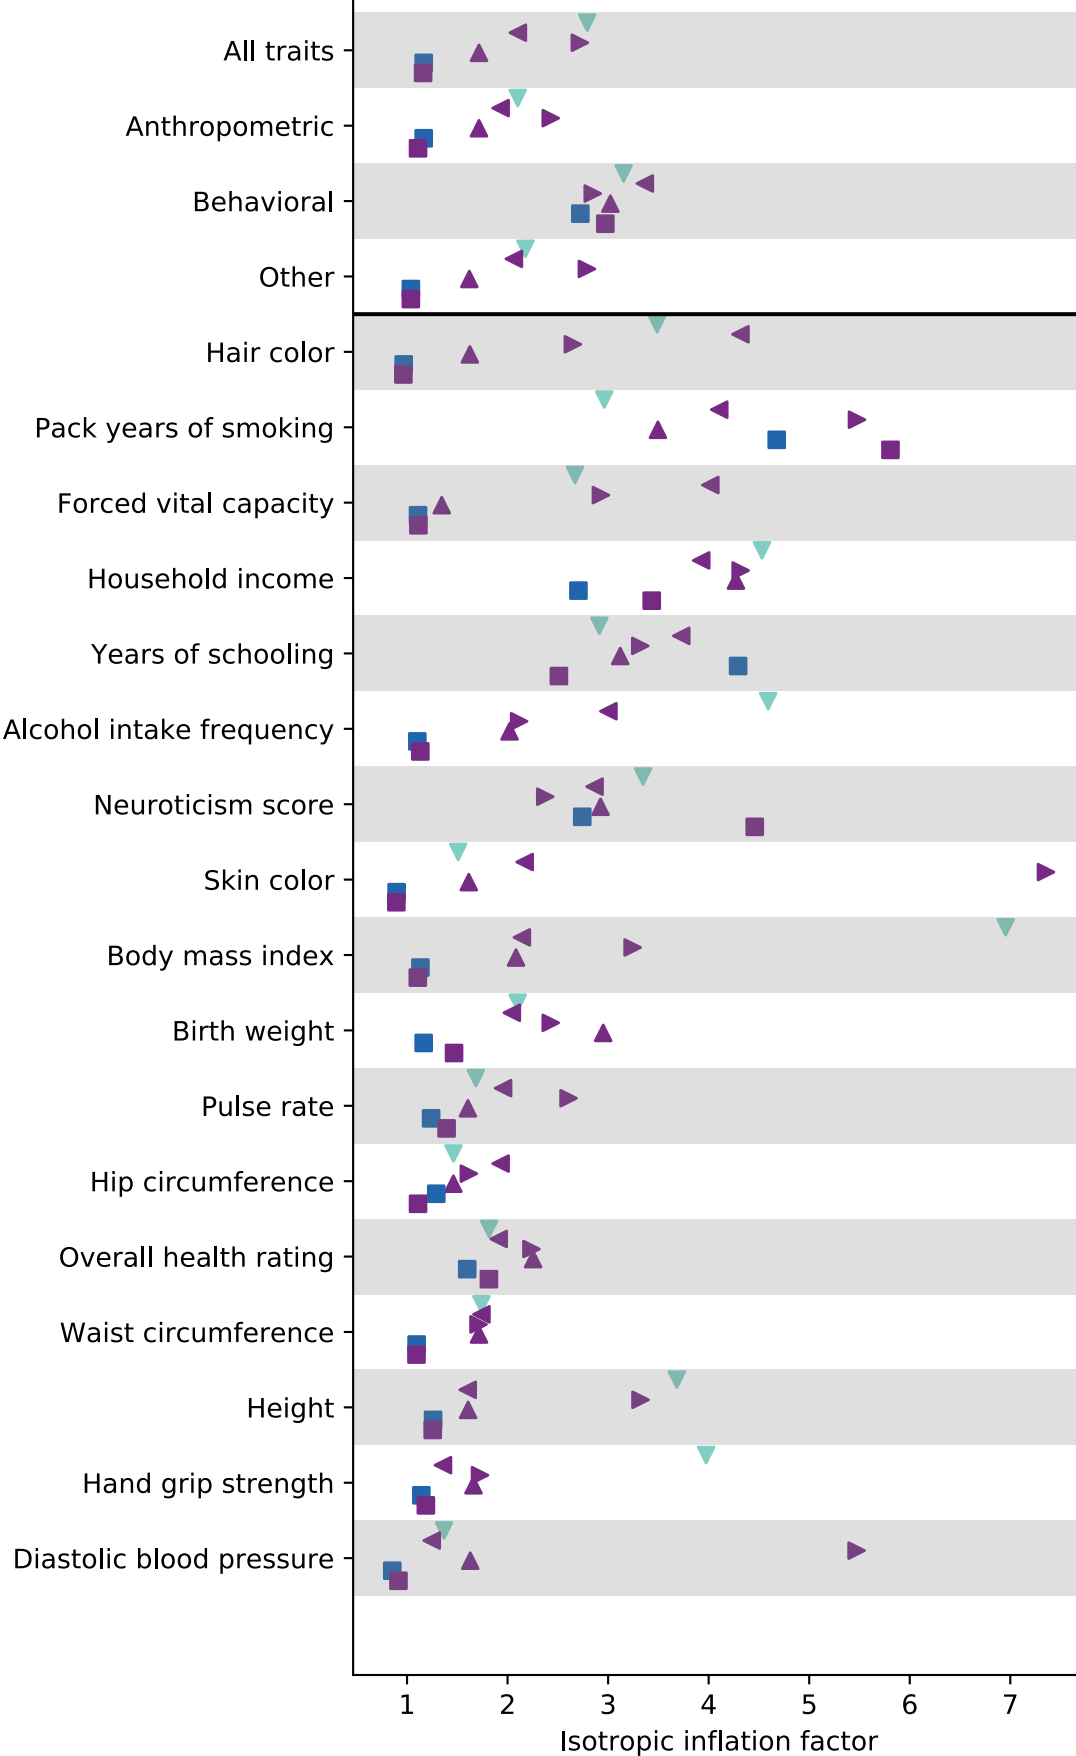 All traits
Anthropometric
Behavioral
Other
Hair color
Pack years of smoking
Forced vital capacity
Household income
Years of schooling
Alcohol intake frequency
Neuroticism score
Skin color
Body mass index
Birth weight
Pulse rate
Hip circumference
Overall health rating
Waist circumference
Height
Hand grip strength
Diastolic blood pressure
1 2 3 4 5 6 7
Isotropic inflation factor